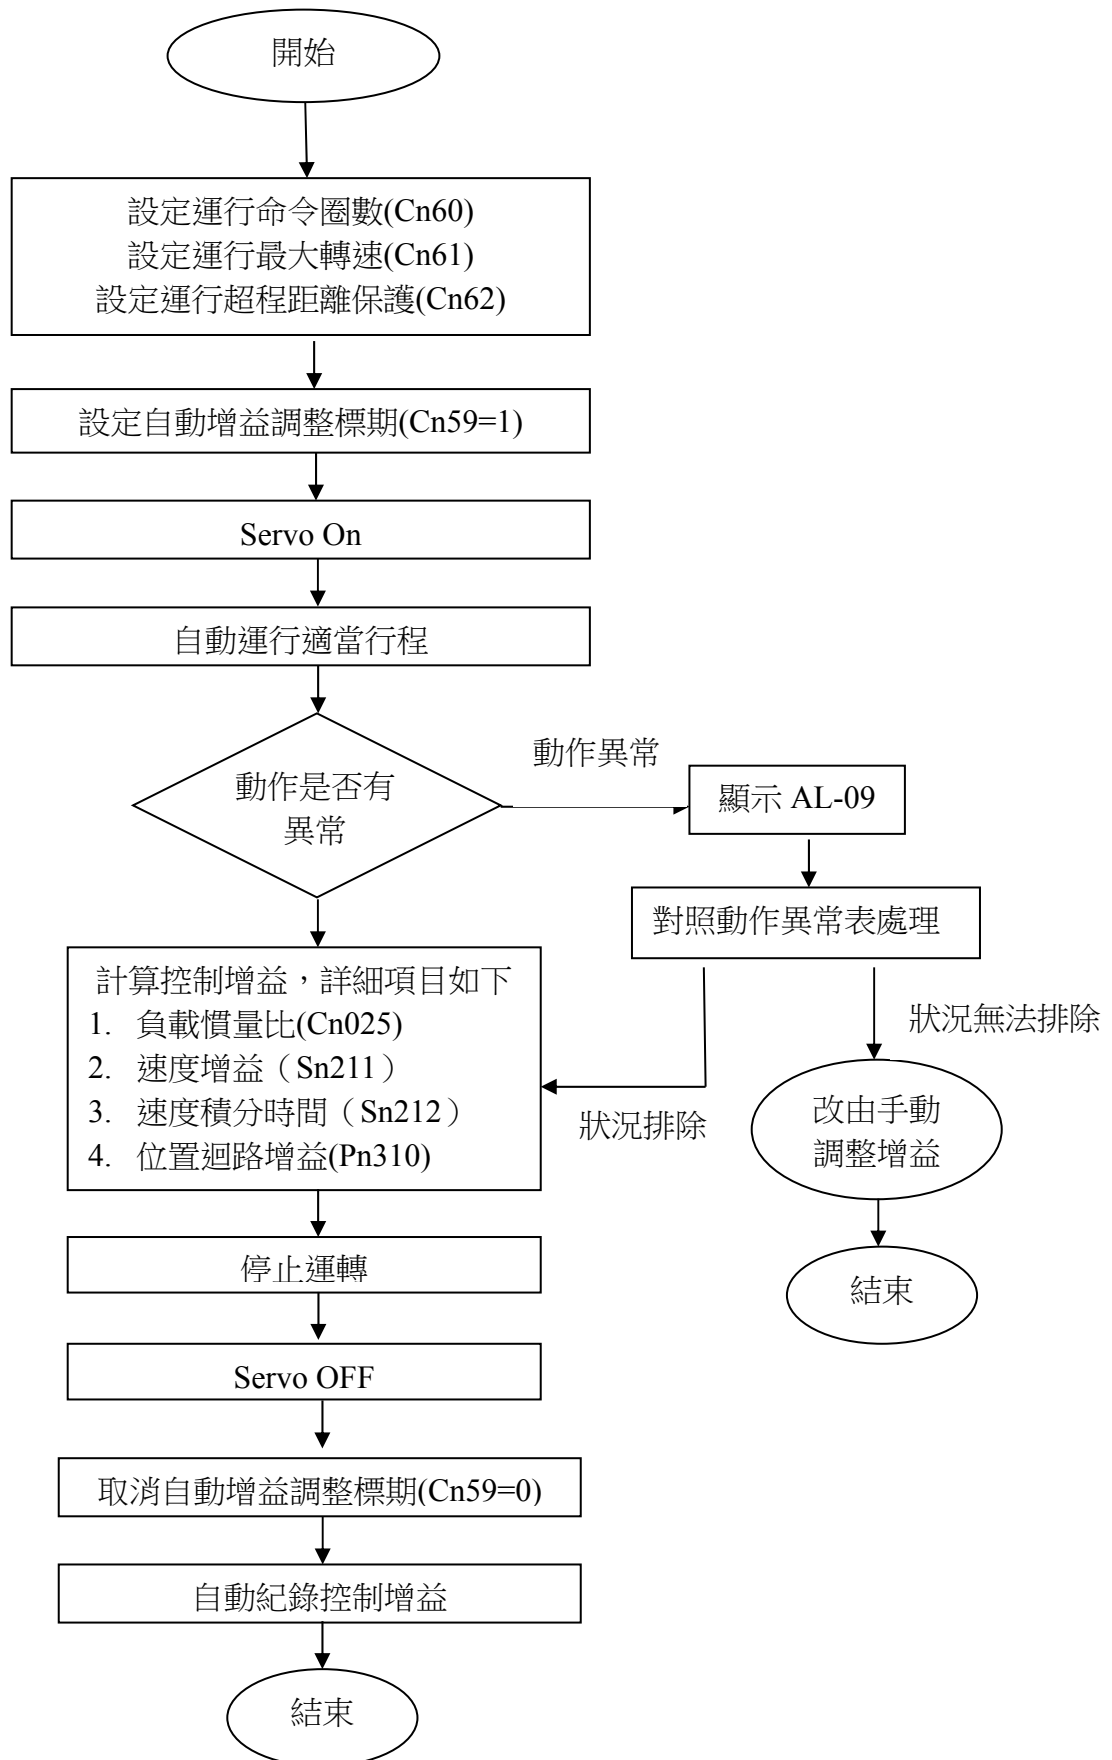 開始
設定運行命令圈數(Cn60)
設定運行最大轉速(Cn61)
設定運行超程距離保護(Cn62)
設定自動增益調整標期(Cn59=1)
Servo On
自動運行適當行程
動作是否有
異常
動作異常
顯示 AL-09
對照動作異常表處理
狀況無法排除
改由手動
調整增益
結束
狀況排除
計算控制增益，詳細項目如下
1. 負載慣量比(Cn025)
2. 速度增益（Sn211）
3. 速度積分時間（Sn212）
4. 位置迴路增益(Pn310)
停止運轉
Servo OFF
取消自動增益調整標期(Cn59=0)
自動紀錄控制增益
結束